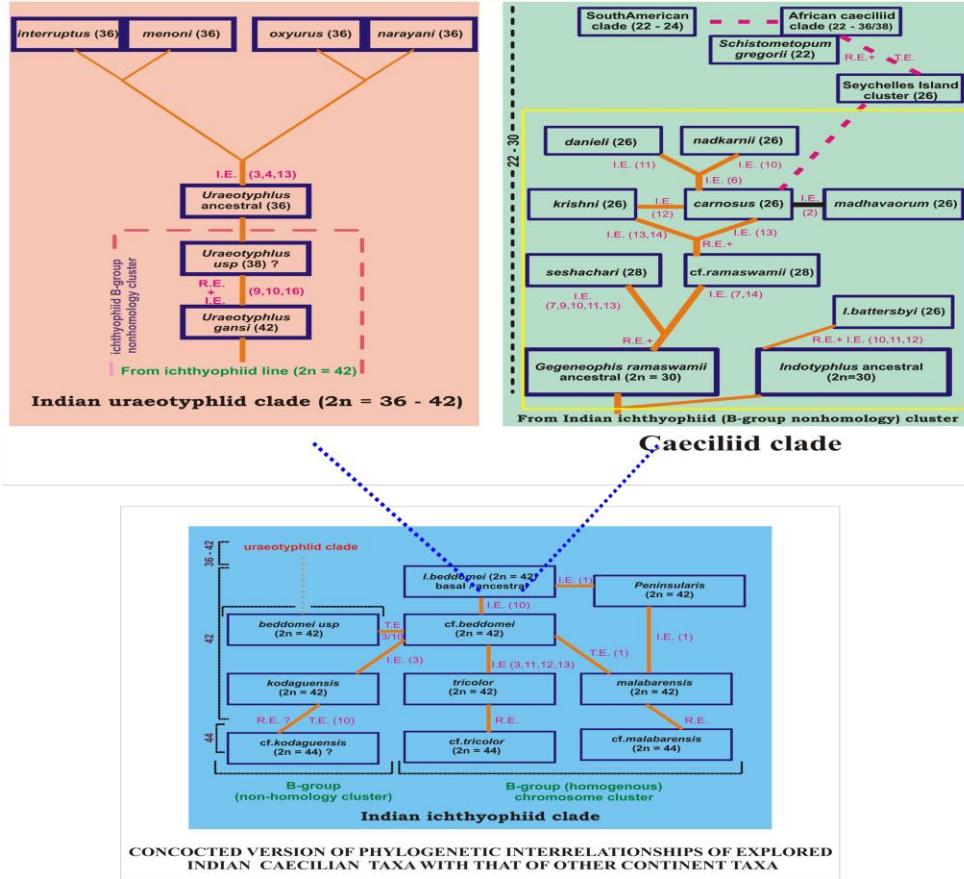 interruptus (36)
menoni (36)
oxyurus (36)
narayani (36)
I.E. (3,4,13)
Uraeotyphlus
ancestral (36)
Uraeotyphlus
usp (38) ?
R.E.
+
I.E.
(9,10,16)
Uraeotyphlus
gansi (42)
ichthyophiid B-group
nonhomology cluster
From ichthyophiid line (2n = 42)
Indian uraeotyphlid clade (2n = 36 - 42)
SouthAmerican
clade (22 - 24)
African caeciliid clade
(22 - 36/38)
Schistometopum
gregorii (22)
R.E.+
T.E.
Seychelles Island
cluster (26)
22 - 30
danieli (26)
nadkarnii (26)
I.E. (11)
I.E. (10)
I.E. (6)
krishni (26)
I.E.
(12)
carnosus (26)
I.E.
(2)
madhavaorum (26)
I.E. (13,14)
I.E. (13)
R.E.+
seshachari (28)
cf.ramaswamii (28)
I.E.
(7,9,10,11,13)
I.E. (7,14)
I.battersbyi (26)
R.E.+
R.E.+ I.E. (10,11,12)
Gegeneophis ramaswamii
ancestral (2n = 30)
Indotyphlus ancestral
(2n=30)
From Indian ichthyophiid (B-group nonhomology) cluster
Caeciliid clade
36 - 42
uraeotyphlid clade
I.beddomei (2n = 42)
basal / ancestral
I.E. (1)
Peninsularis
(2n = 42)
I.E. (10)
42
beddomei usp
(2n = 42)
T.E
3/10
cf.beddomei
(2n = 42)
I.E. (1)
I.E. (3)
I.E (3,11,12,13)
T.E. (1)
kodaguensis
(2n = 42)
tricolor
(2n = 42)
malabarensis
(2n = 42)
R.E. ?
T.E. (10)
R.E.
R.E.
44
cf.kodaguensis
(2n = 44) ?
cf.tricolor
(2n = 44)
cf.malabarensis
(2n = 44)
B-group
(non-homology cluster)
B-group (homogenous)
chromosome cluster
Indian ichthyophiid clade
CONCOCTED VERSION OF PHYLOGENETIC INTERRELATIONSHIPS OF EXPLORED
INDIAN CAECILIAN TAXA WITH THAT OF OTHER CONTINENT TAXA